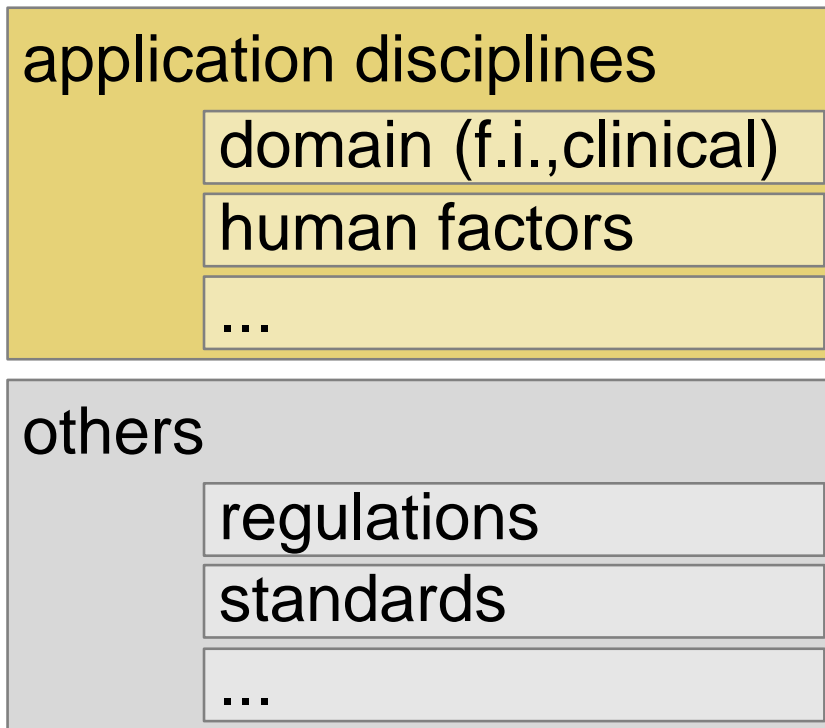 application disciplines
domain (f.i.,clinical)
human factors
...
others
regulations
standards
...